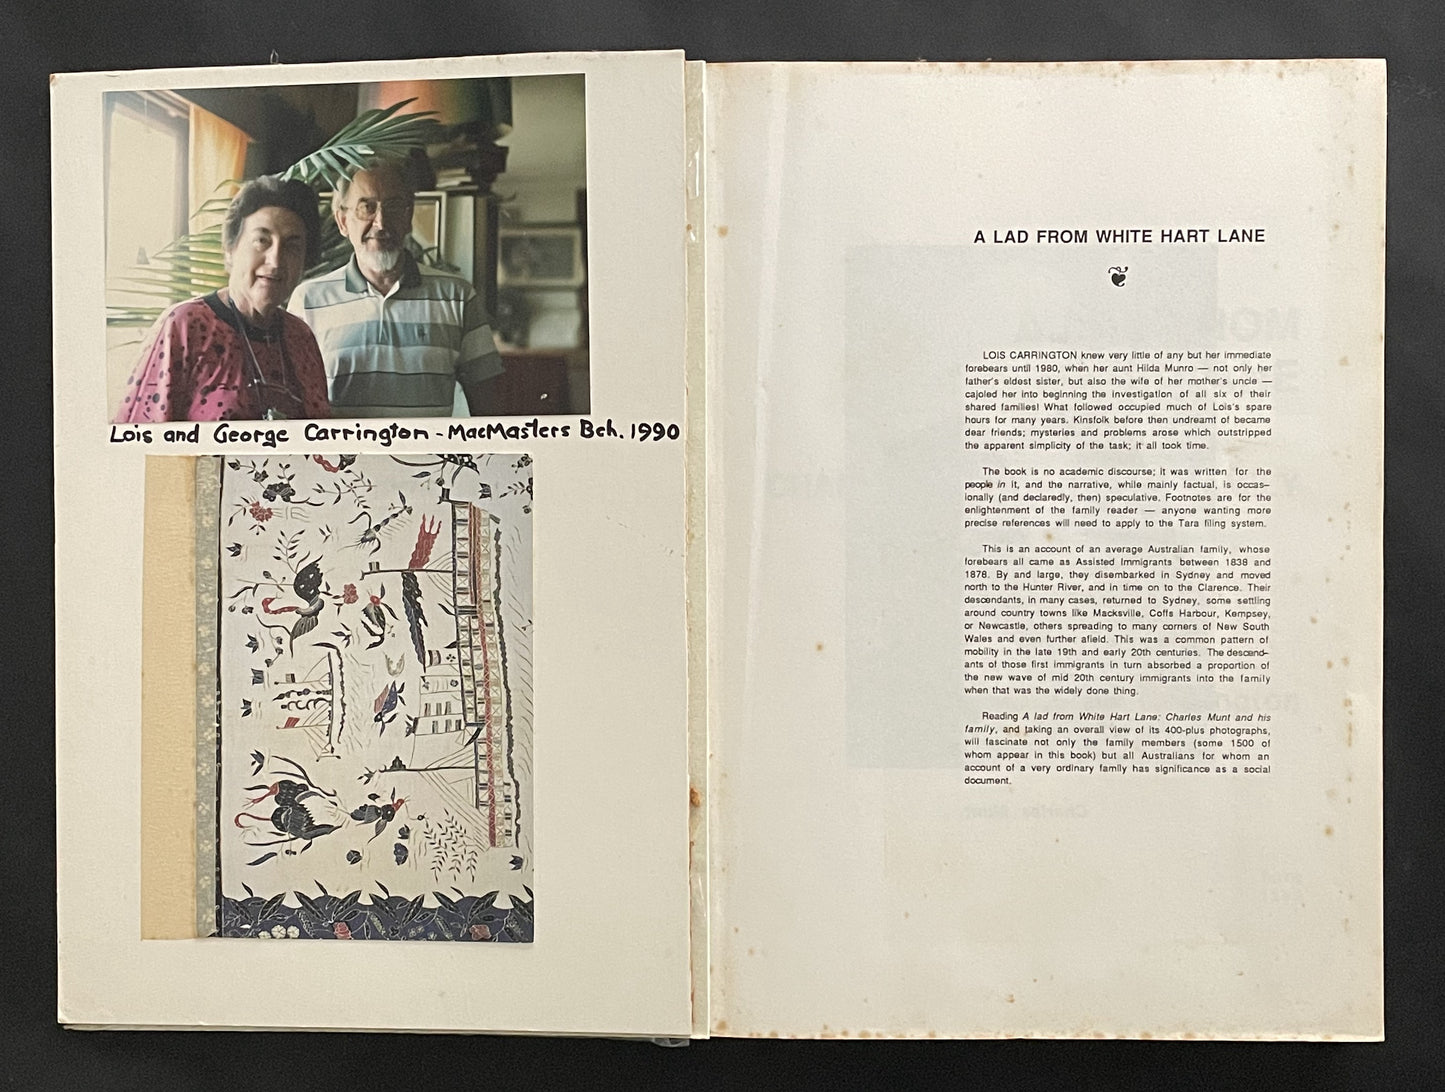 Lois and George Carrington - MacMasters Bch. 1990
A LAD FROM WHITE HART LANE
LOIS CARRINGTON knew very little of any but her immediate
forebears until 1980, when her aunt Hilda Munro — not only her
father's eldest sister, but also the wife of her mother's uncle —
cajoled her into beginning the investigation of all six of their
shared families! What followed occupied much of Lois's spare
hours for many years. Kinsfolk before then undreamt of became
dear friends; mysteries and problems arose which outstripped
the apparent simplicity of the task; it all took time.
The book is no academic discourse; it was written for the
people in it, and the narrative, while mainly factual, is occas-
ionally (and declaredly, then) speculative. Footnotes are for the
enlightenment of the family reader — anyone wanting more
precise references will need to apply to the Tara filing system.
This is an account of an average Australian family, whose
forebears all came as Assisted Immigrants between 1838 and
1878. By and large, they disembarked in Sydney and moved
north to the Hunter River, and in time on to the Clarence. Their
descendants, in many cases, returned to Sydney, some settling
around country towns like Macksville, Coffs Harbour, Kempsey,
or Newcastle, others spreading to many corners of New South
Wales and even further afield. This was a common pattern of
mobility in the late 19th and early 20th centuries. The descend-
ants of those first immigrants in turn absorbed a proportion of
the new wave of mid 20th century immigrants into the family
when that was the widely done thing.
Reading A lad from White Hart Lane: Charles Munt and his
family, and taking an overall view of its 400-plus photographs,
will fascinate not only the family members (some 1500 of
whom appear in this book) but all Australians for whom an
account of a very ordinary family has significance as a social
document.